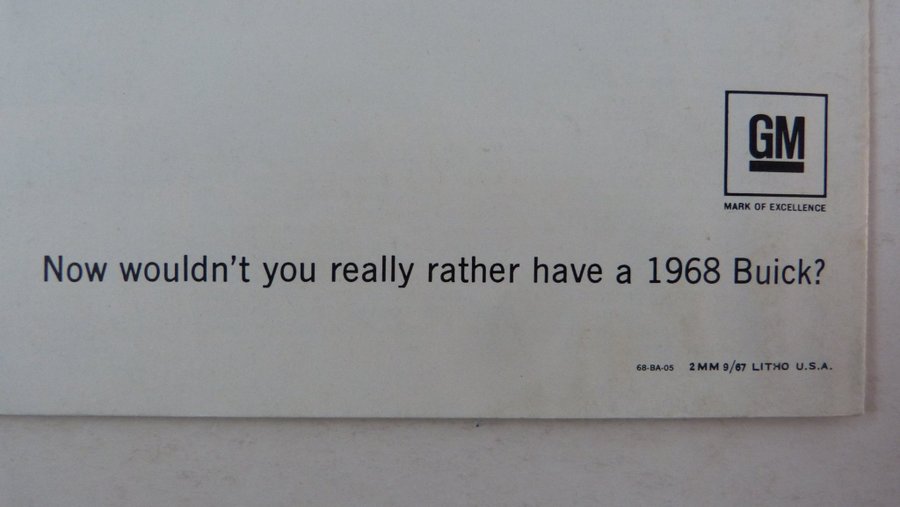 GM
MARK OF EXCELLENCE
Now wouldn't you really rather have a 1968 Buick?
68-BA-05 2MM 9/67 LITHO U.S.A.